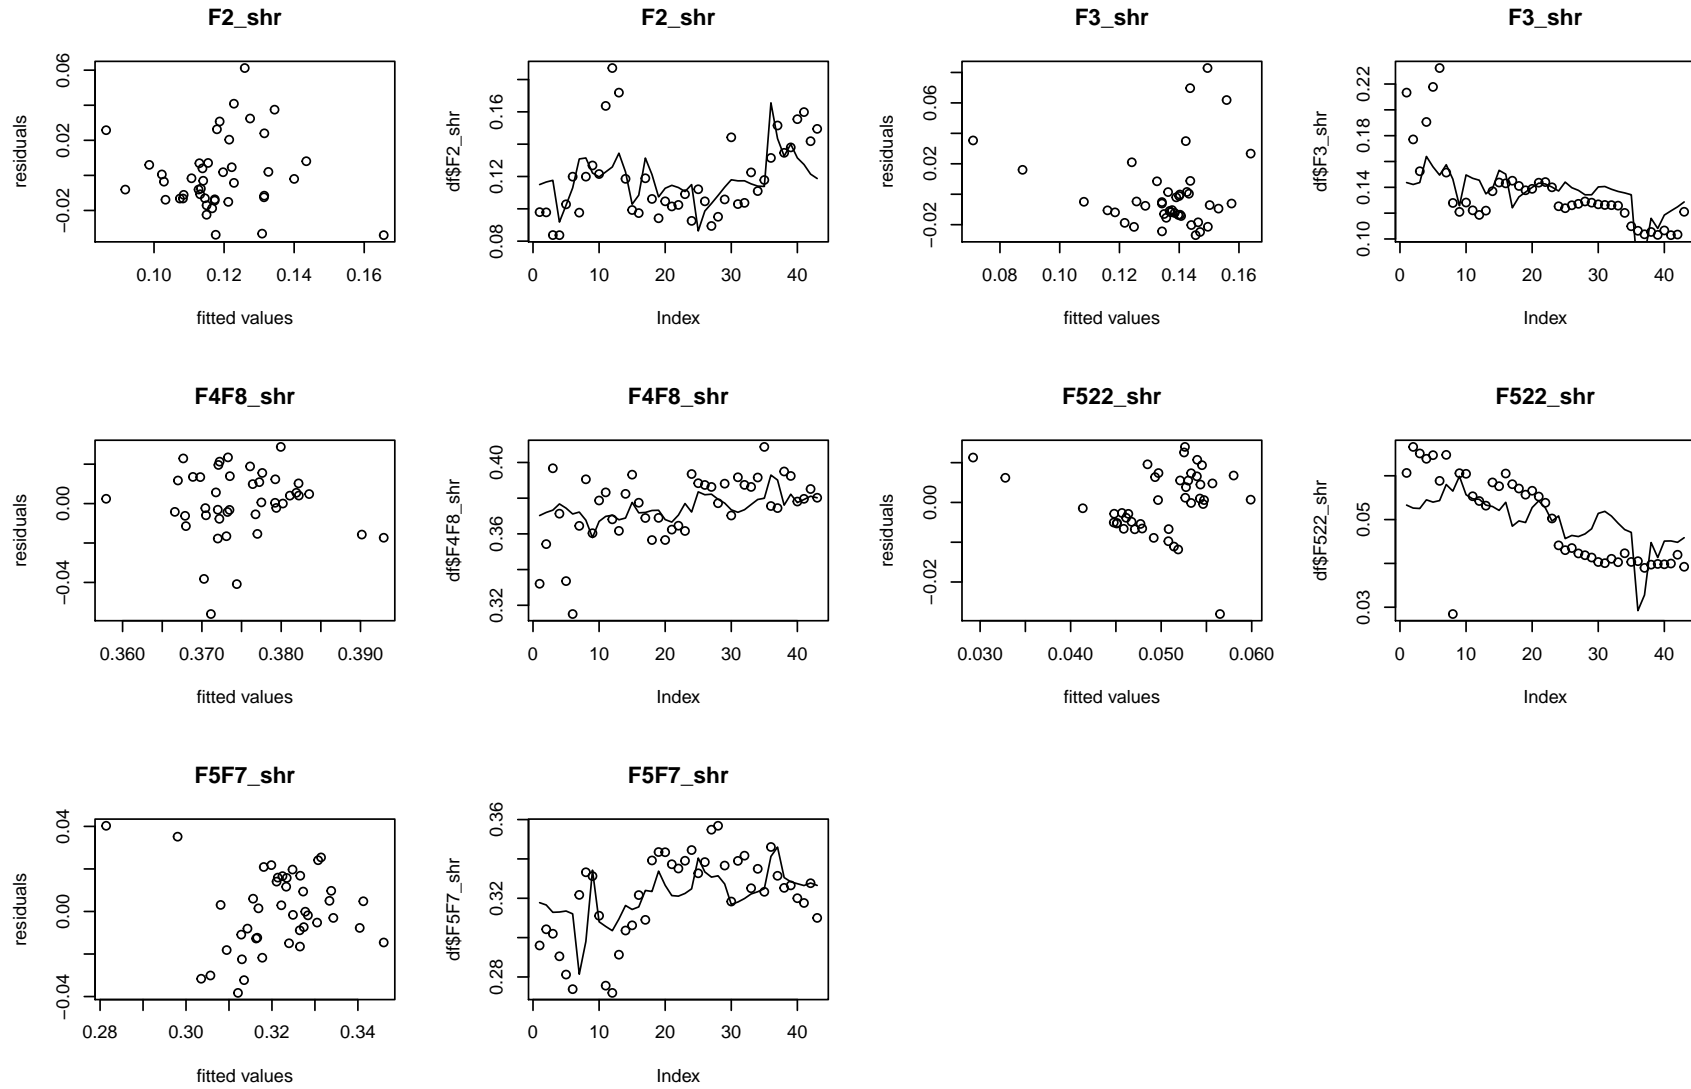 F2_shr
residuals
−0.02 0.02 0.06
0.10 0.12 0.14 0.16
fitted values
F2_shr
df$F2_shr
0.08 0.12 0.16
0 10 20 30 40
Index
F3_shr
residuals
−0.02 0.02 0.06
0.08 0.10 0.12 0.14 0.16
fitted values
F3_shr
df$F3_shr
0.10 0.14 0.18 0.22
0 10 20 30 40
Index
F4F8_shr
residuals
−0.04 0.00
0.360 0.370 0.380 0.390
fitted values
F4F8_shr
df$F4F8_shr
0.32 0.36 0.40
0 10 20 30 40
Index
F522_shr
residuals
−0.02 0.00
0.030 0.040 0.050 0.060
fitted values
F522_shr
df$F522_shr
0.03 0.05
0 10 20 30 40
Index
F5F7_shr
residuals
−0.04 0.00 0.04
0.28 0.30 0.32 0.34
fitted values
F5F7_shr
df$F5F7_shr
0.28 0.32 0.36
0 10 20 30 40
Index